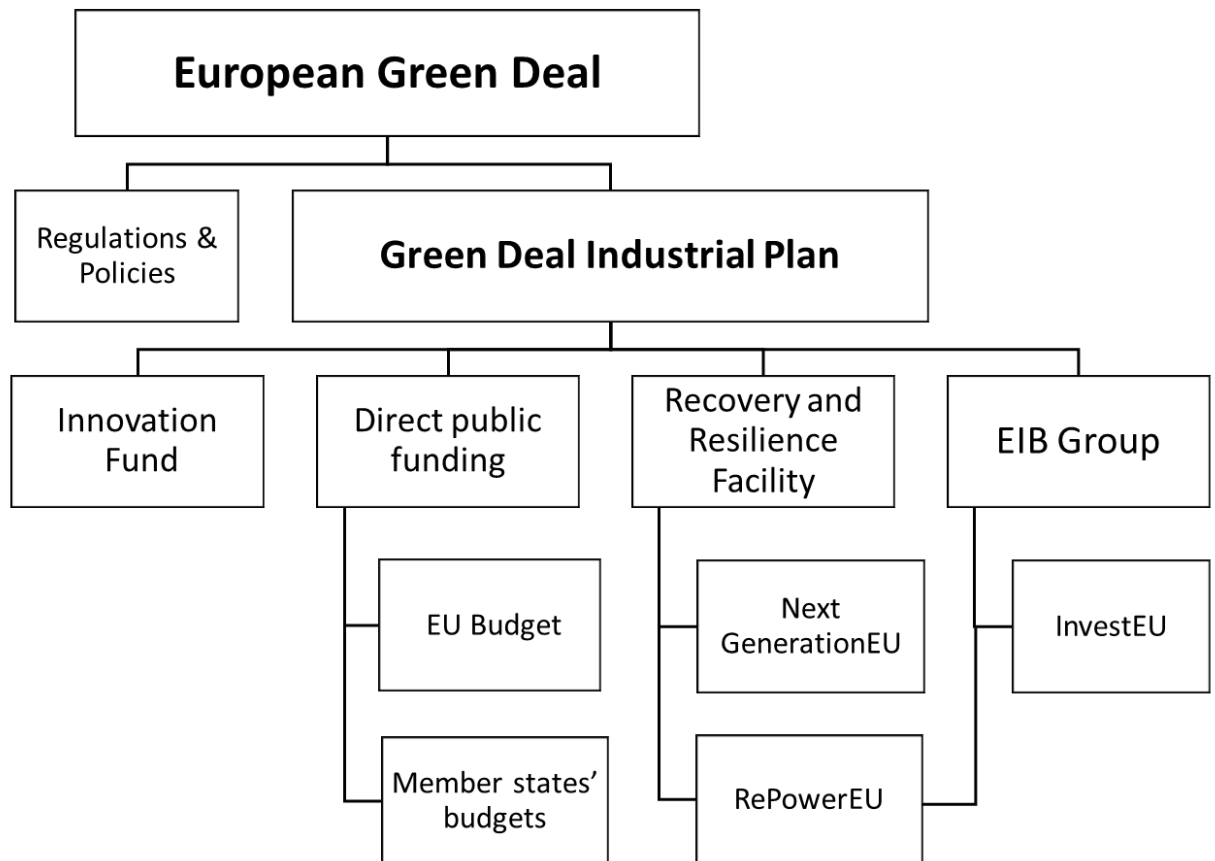 European Green Deal
Regulations &
Policies
Green Deal Industrial Plan
Innovation
Fund
Direct public
funding
Recovery and
Resilience
Facility
EIB Group
EU Budget
Next
GenerationEU
InvestEU
Member states’
budgets
RePowerEU